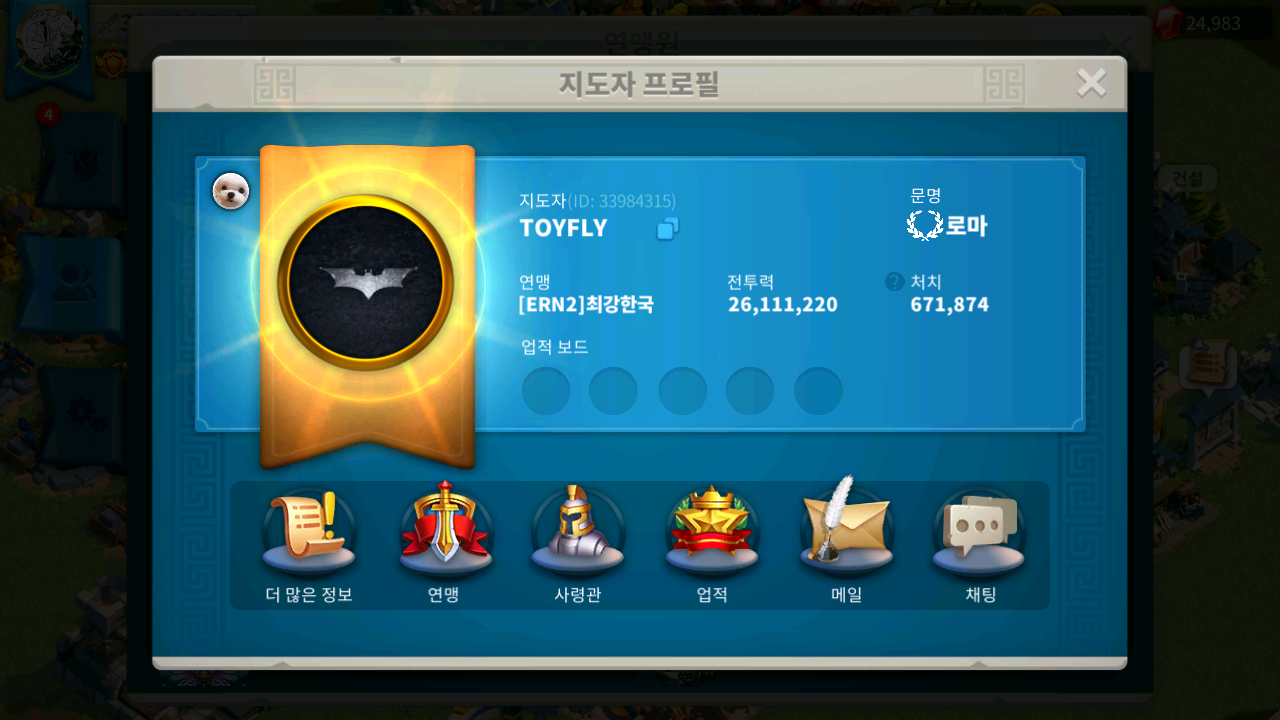 연맹원
24,983
지도자 프로필
4
건설
지도자(ID: 33984315)
TOYFLY
문명
로마
연맹
[ERN2]최강한국
전투력
26,111,220
?
처치
671,874
업적 보드
더 많은 정보
연맹
사령관
업적
메일
채팅